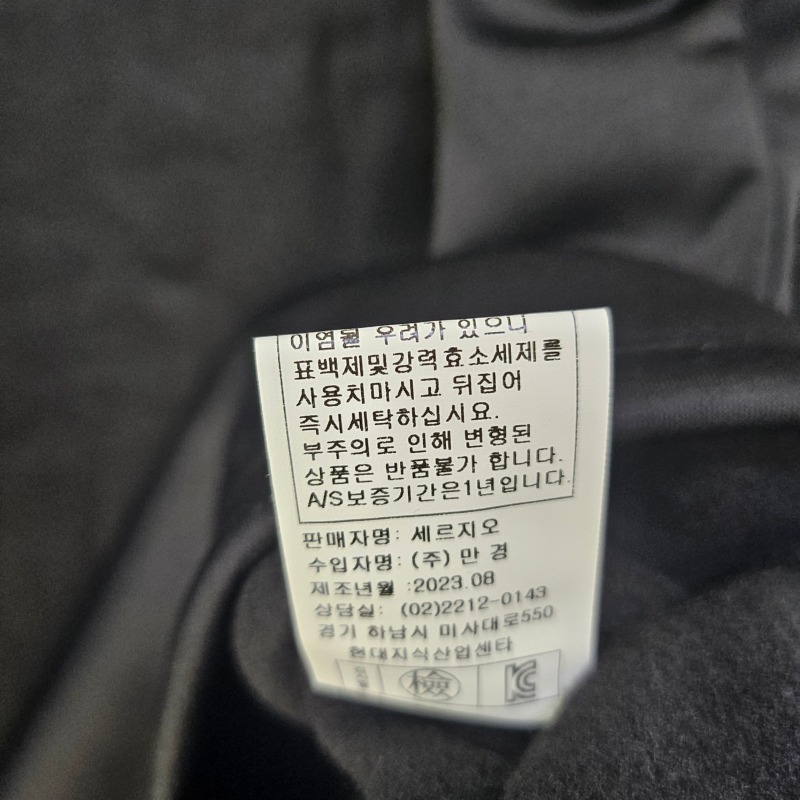 이염될 우려가 있으니
표백제및강력효소세제를
사용치마시고 뒤집어
즉시세탁하십시요.
부주의로 인해 변형된
상품은 반품불가 합니다.
A/S보증기간은1년입니다.
판매자명: 세르지오
수입자명: (주) 만 경
제조년월 :2023.08
상담실: (02)2212-0143
경기 하남시 미사대로550
현대지식산업센타
檢